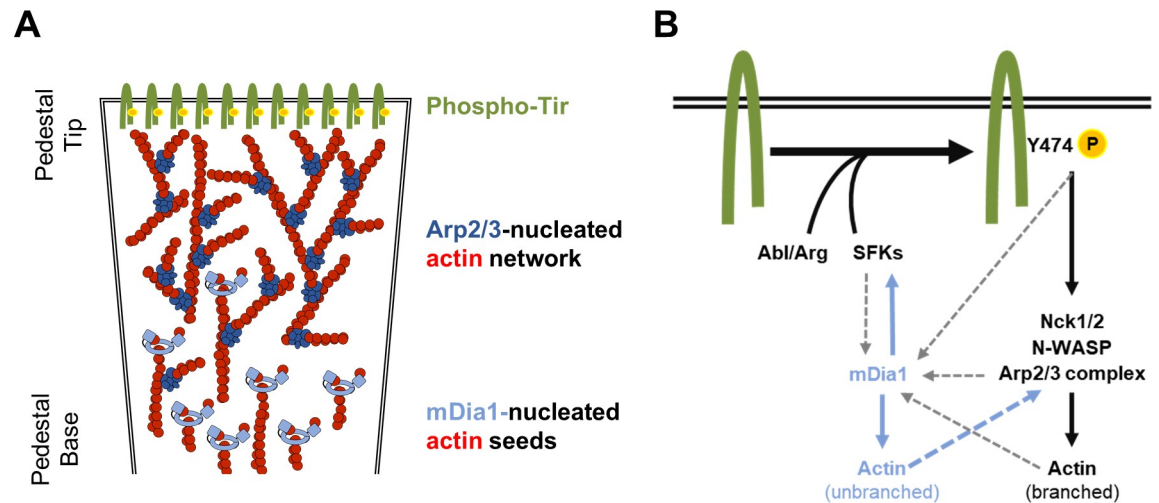 A
Pedestal
Tip
Pedestal
Base
Phospho-Tir
Arp2/3-nucleated
actin network
mDia1-nucleated
actin seeds
B
Y474 P
Abl/Arg SFKs
Nck1/2
N-WASP
mDia1 Arp2/3 complex
Actin Actin
(unbranched) (branched)